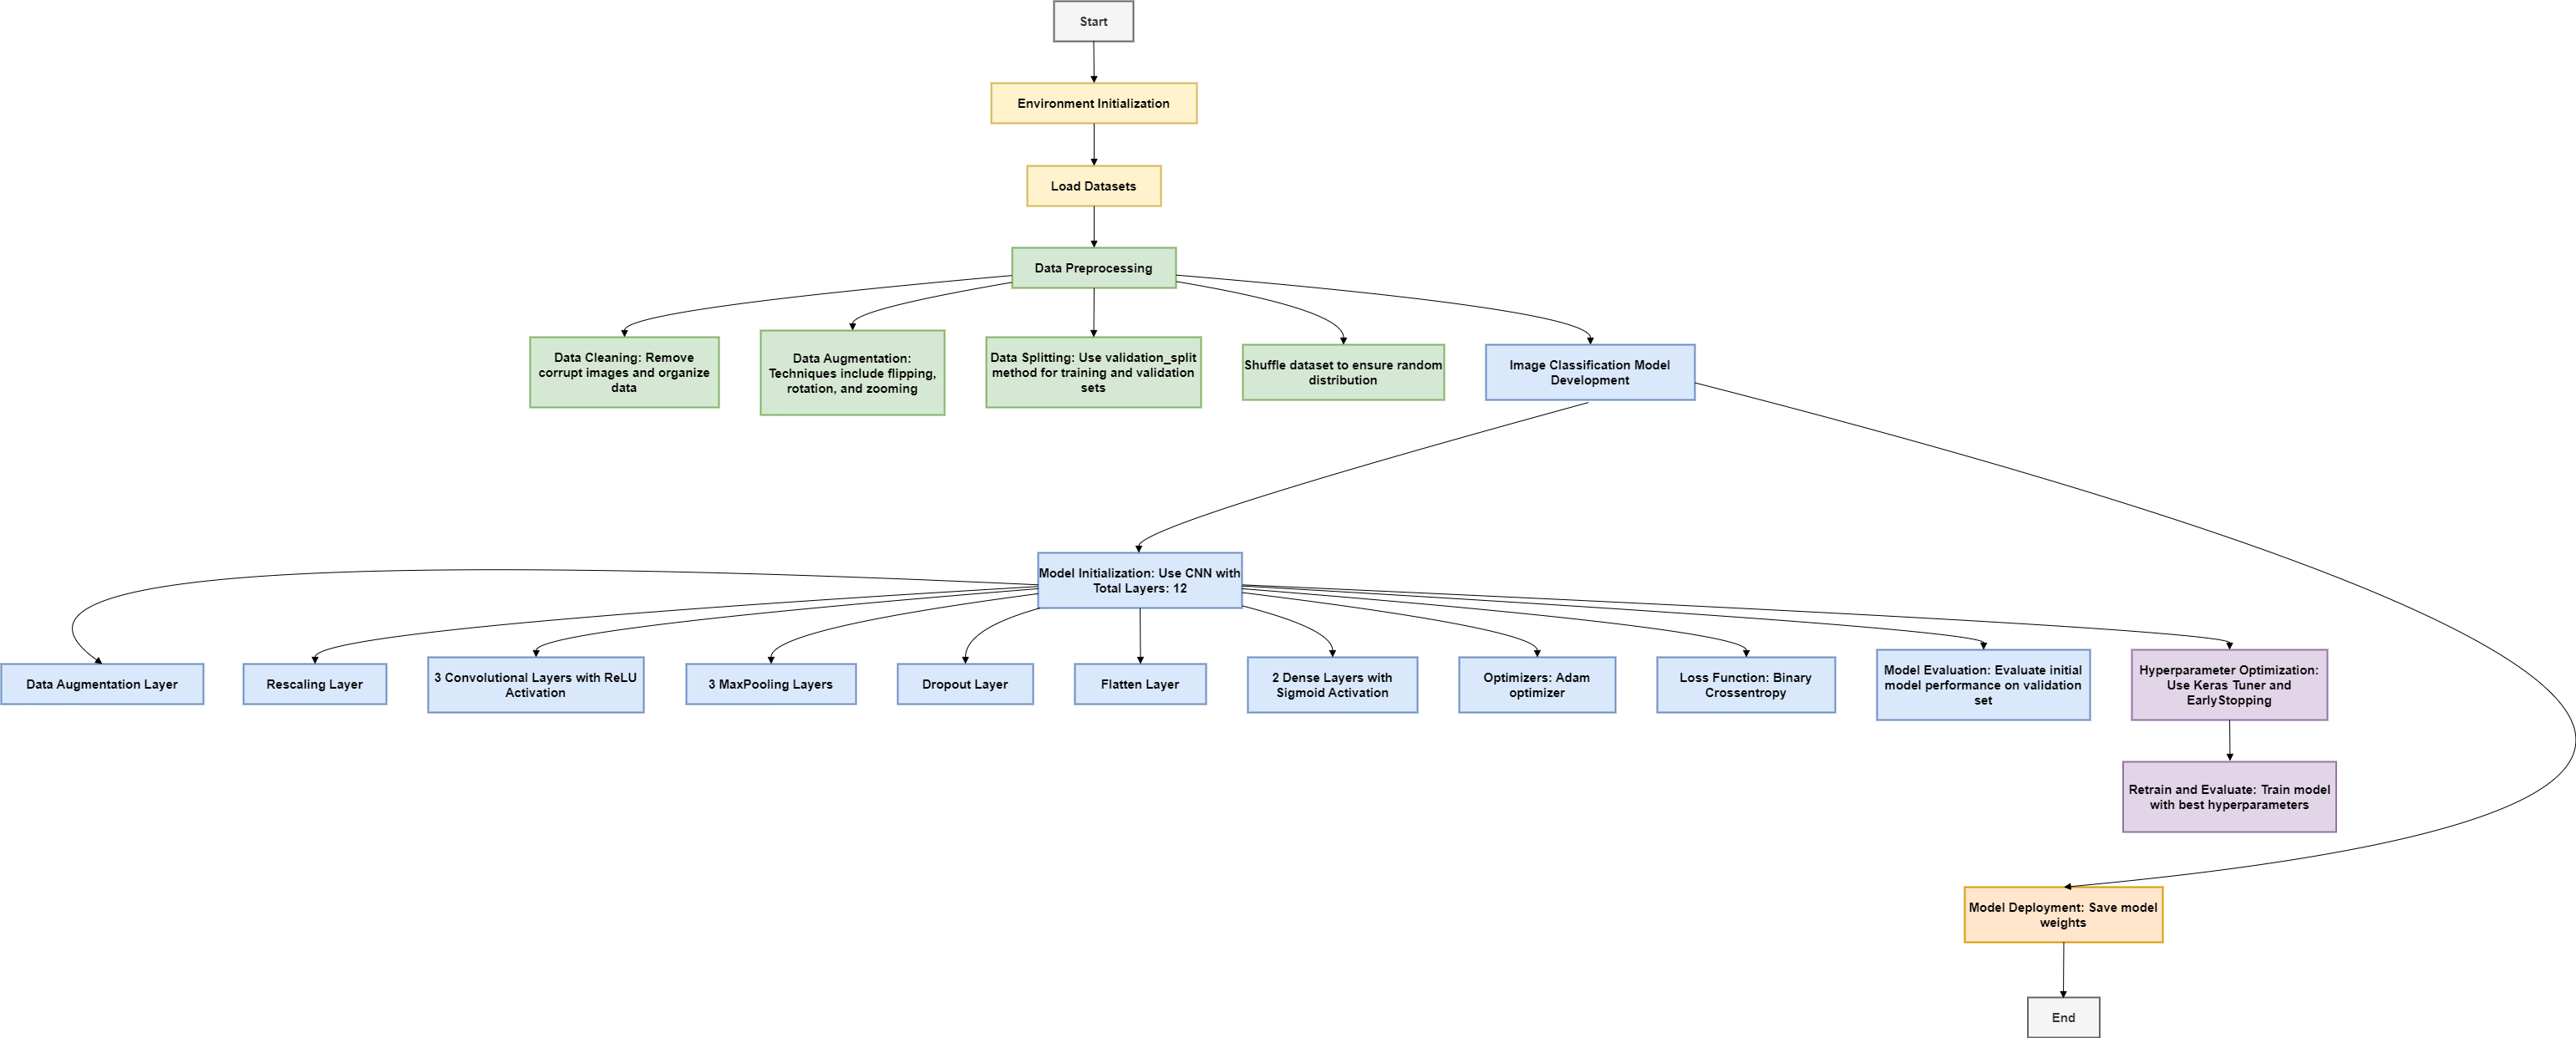 Start
Environment Initialization
Load Datasets
Data Preprocessing
Data Cleaning: Remove
corrupt images and organize
data
Data Augmentation:
Techniques include flipping,
rotation, and zooming
Data Splitting: Use validation_split
method for training and validation
sets
Shuffle dataset to ensure random
distribution
Image Classification Model
Development
Model Initialization: Use CNN with
Total Layers: 12
Data Augmentation Layer
Rescaling Layer
3 Convolutional Layers with ReLU
Activation
3 MaxPooling Layers
Dropout Layer
Flatten Layer
2 Dense Layers with
Sigmoid Activation
Optimizers: Adam
optimizer
Loss Function: Binary
Crossentropy
Model Evaluation: Evaluate initial
model performance on validation
set
Hyperparameter Optimization:
Use Keras Tuner and
EarlyStopping
Retrain and Evaluate: Train model
with best hyperparameters
Model Deployment: Save model
weights
End